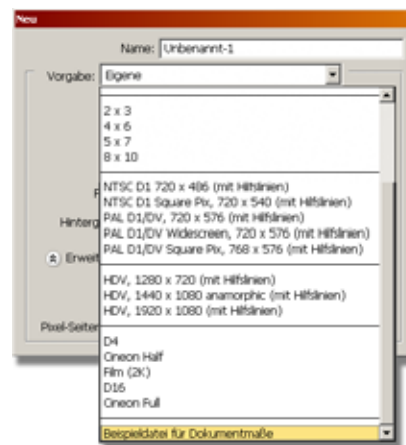 Neu
Name: Unbenannt-1
Vorgabe: Eigene
2 x 3
4 x 6
5 x 7
8 x 10
NTSC D1 720 x 486 (mit Hilfslinien)
NTSC D1 Square Pix, 720 x 540 (mit Hilfslinien)
PAL D1/DV, 720 x 576 (mit Hilfslinien)
Hinterg
PAL D1/DV Widescreen, 720 x 576 (mit Hilfslinien)
PAL D1/DV Square Pix, 768 x 576 (mit Hilfslinien)
Erweit
HDV, 1280 x 720 (mit Hilfslinien)
HDV, 1440 x 1080 anamorphic (mit Hilfslinien)
HDV, 1920 x 1080 (mit Hilfslinien)
Pixel-Seiten
D4
Cineon Half
Film (2K)
D16
Cineon Full
Beispieldatei für Dokumentmaße